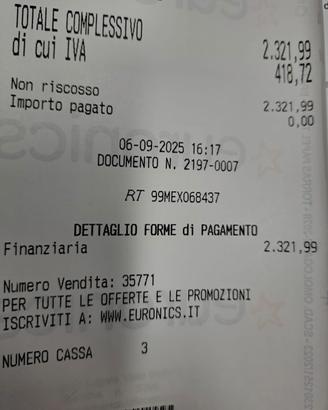 TOTALE COMPLESSIVO 2.321,99
di cui IVA 418,72
Non riscosso 2.321,99
Importo pagato 0,00
06-09-2025 16:17
DOCUMENTO N. 2197-0007
RT 99MEX068437
DETTAGLIO FORME di PAGAMENTO
Finanziaria 2.321,99
Numero Vendita: 35771
PER TUTTE LE OFFERTE E LE PROMOZIONI
ISCRIVITI A: WWW.EURONICS.IT
NUMERO CASSA 3